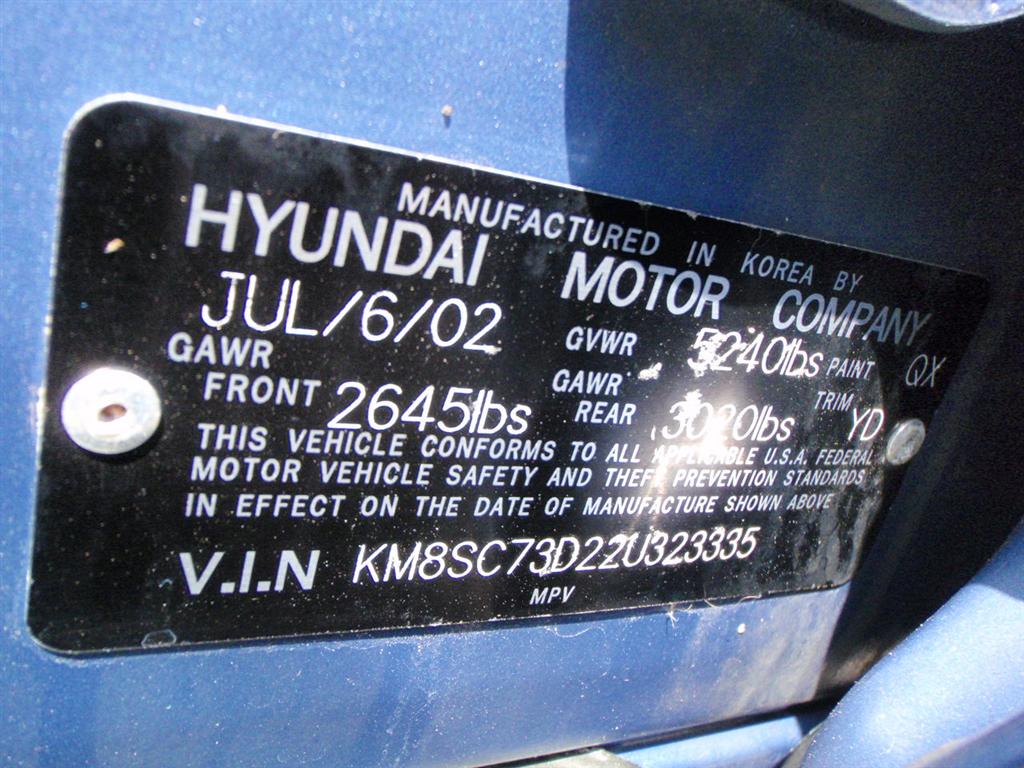 MANUFACTURED IN KOREA BY
HYUNDAI MOTOR COMPANY
JUL/6/02 GVWR 5240lbs PAINT QX
GAWR FRONT 2645lbs GAWR REAR 3020lbs TRIM YD
THIS VEHICLE CONFORMS TO ALL APPLICABLE U.S.A. FEDERAL
MOTOR VEHICLE SAFETY AND THEFT PREVENTION STANDARDS
IN EFFECT ON THE DATE OF MANUFACTURE SHOWN ABOVE
V.I.N KM8SC73D22U323335
MPV